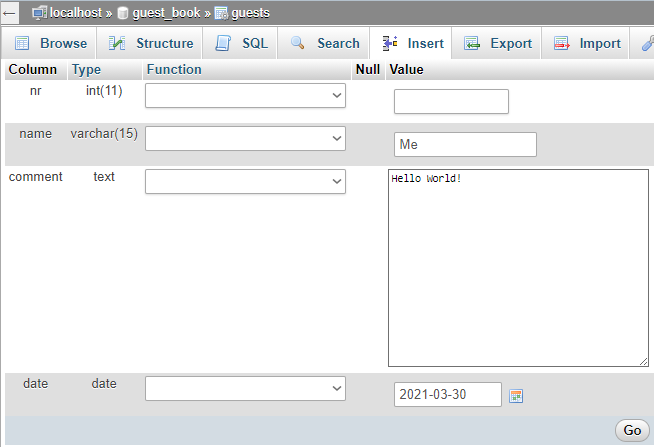 ← localhost » guest_book » guests
Browse Structure SQL Search Insert Export Import
Column Type Function Null Value
nr int(11)
name varchar(15) Me
comment text Hello World!
date date 2021-03-30
Go